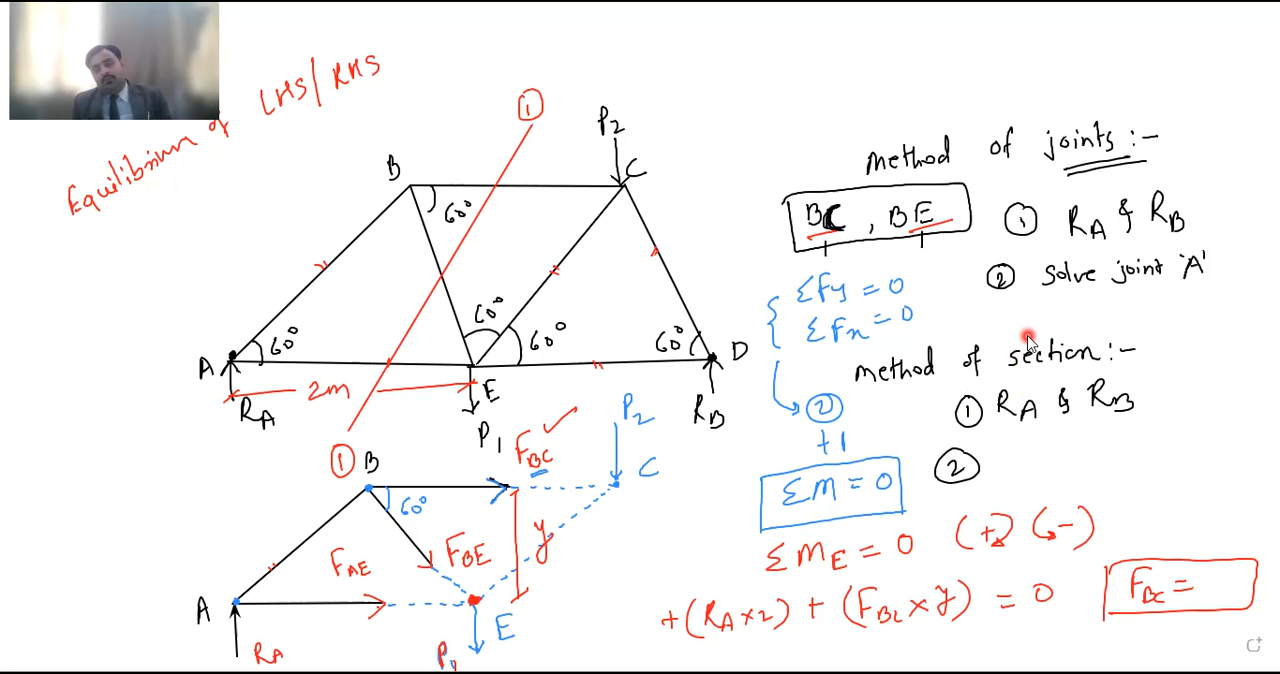 Equilibrium of LHS/RHS
①
P2
B
C
60°
60°
60°
60°
60°
A
E
D
2m
RA
P1
RB
①
B
FBC ✓
P2
C
60°
FAE
FBE
y
A
E
RA
P1
method of joints :-
BC , BE
① RA & RB
② Solve joint 'A'
ΣFy = 0
ΣFx = 0
②
+1
ΣM = 0
method of section :-
① RA & RB
②
ΣME = 0 (+↻) (↺-)
+(RA×2) + (FBC×y) = 0
FBC =